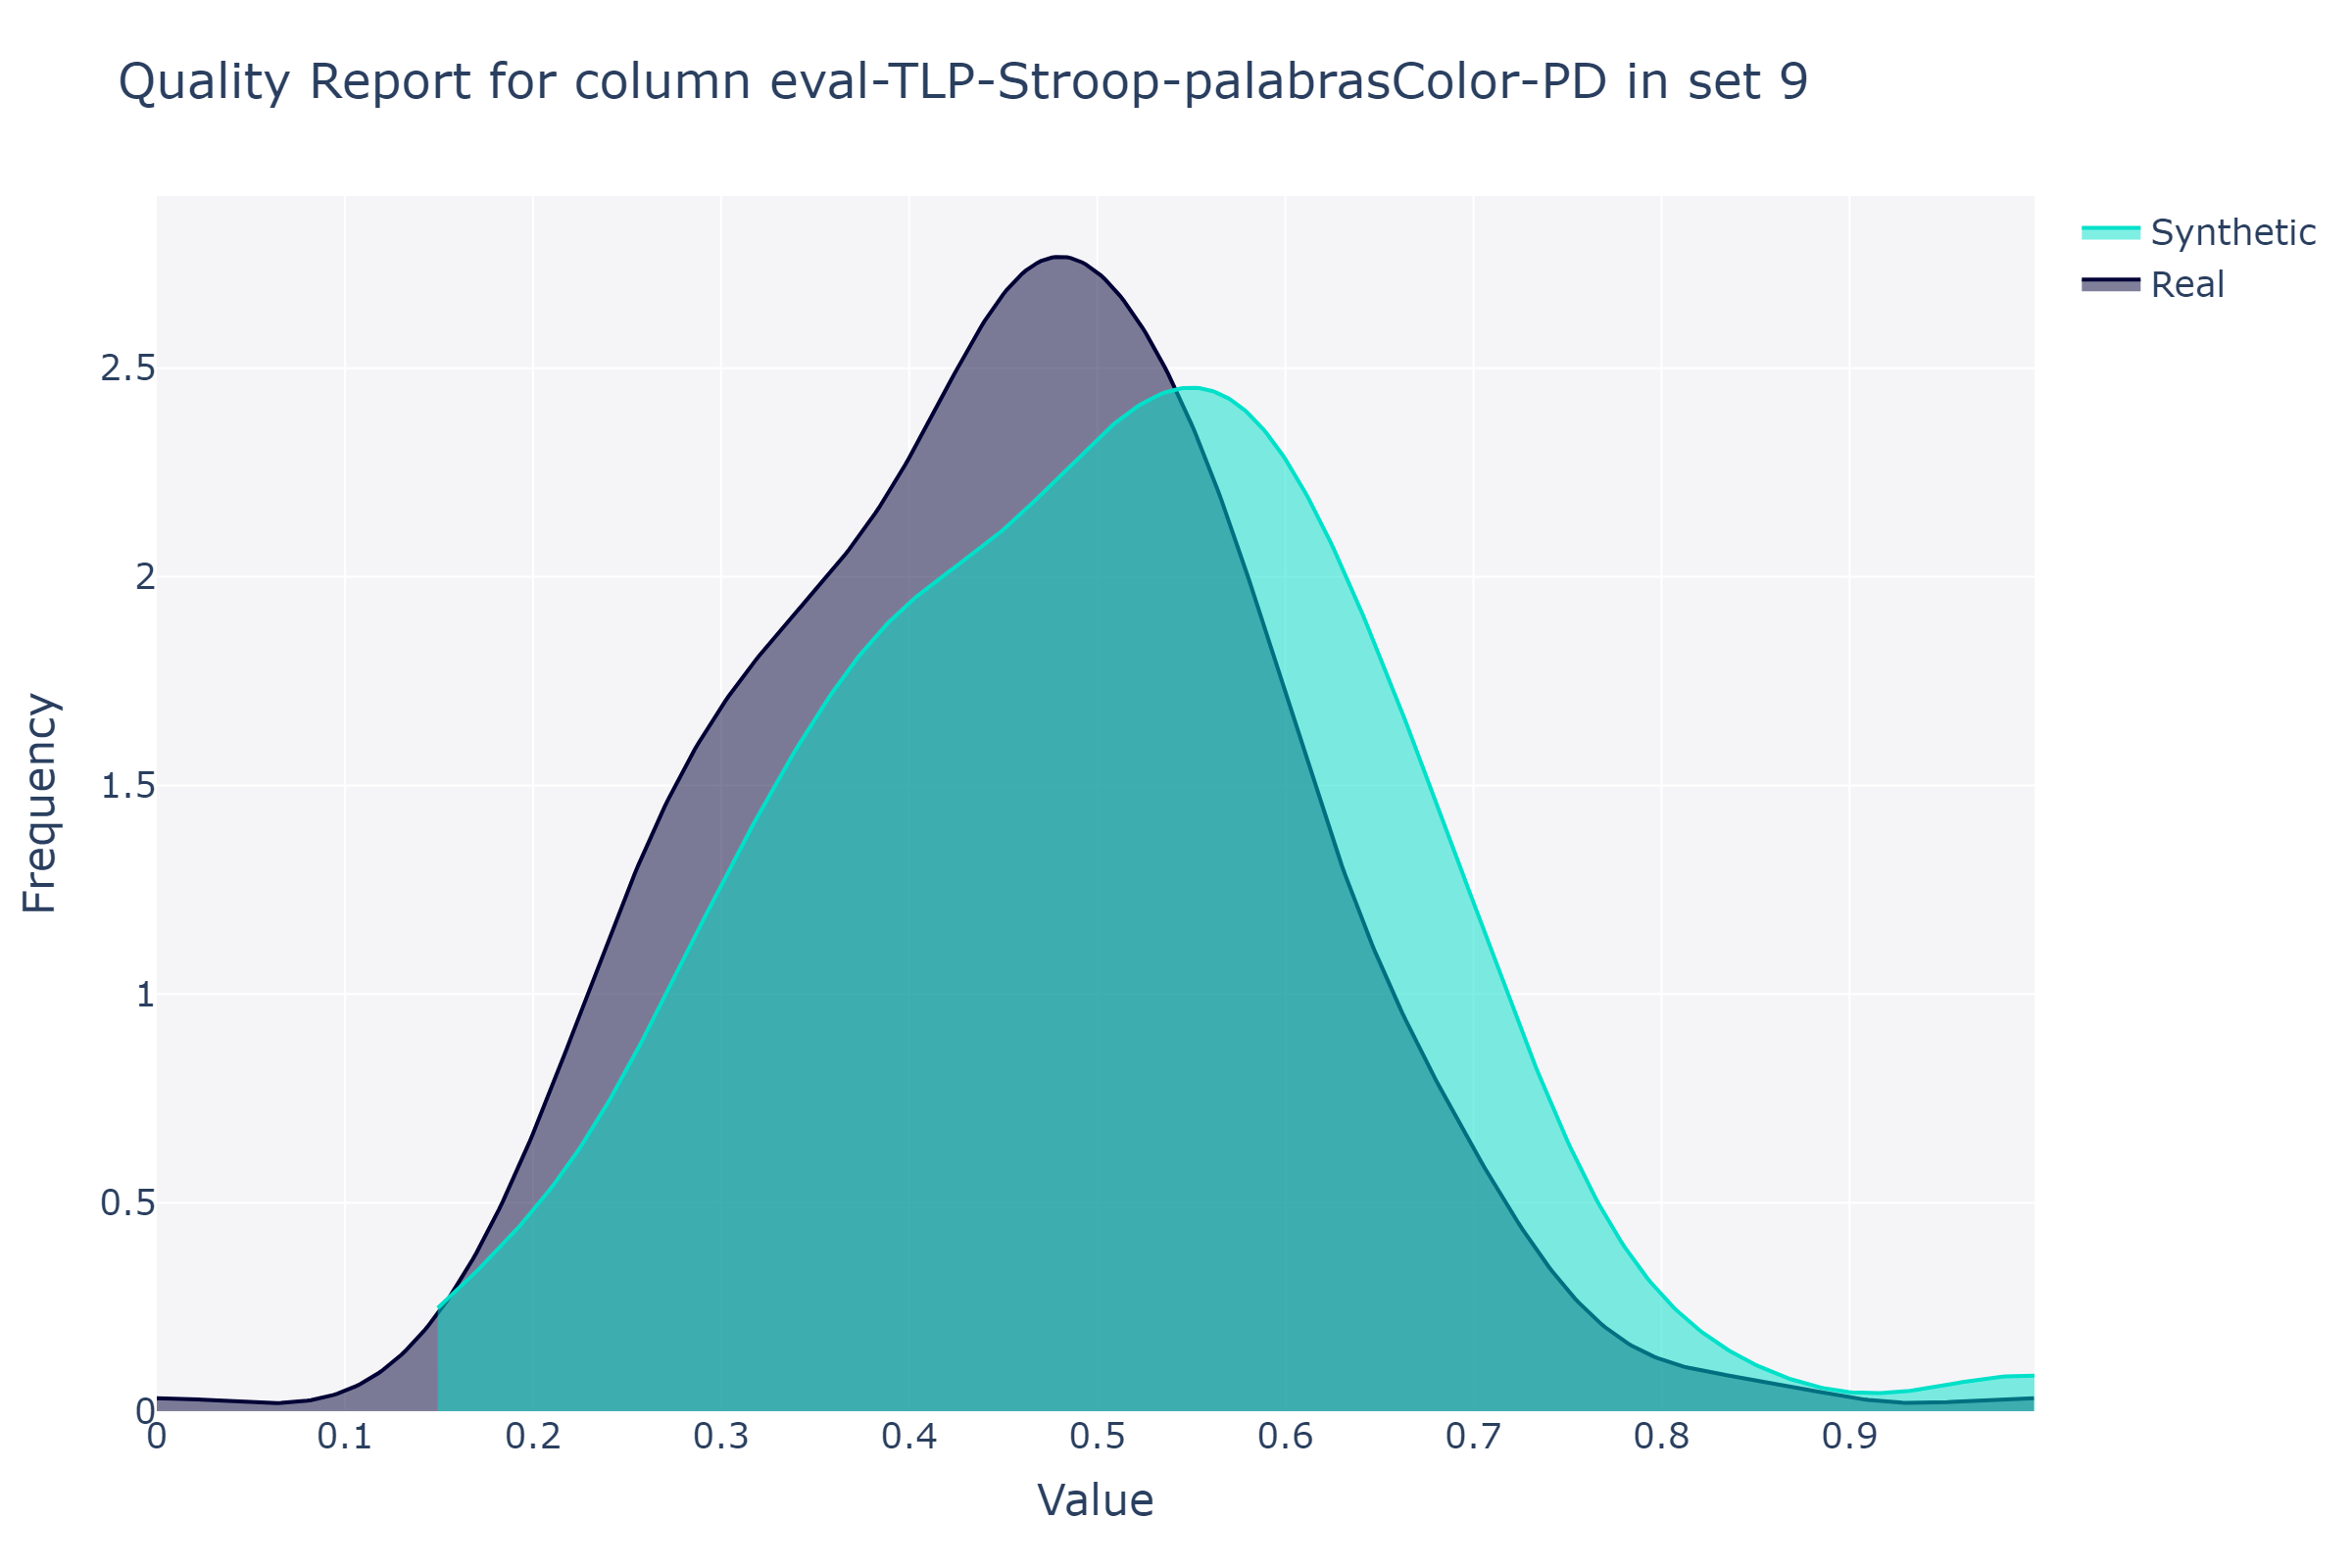 Quality Report for column eval-TLP-Stroop-palabrasColor-PD in set 9
Synthetic
Real
Frequency
2.5
2
1.5
1
0.5
0
0 0.1 0.2 0.3 0.4 0.5 0.6 0.7 0.8 0.9
Value